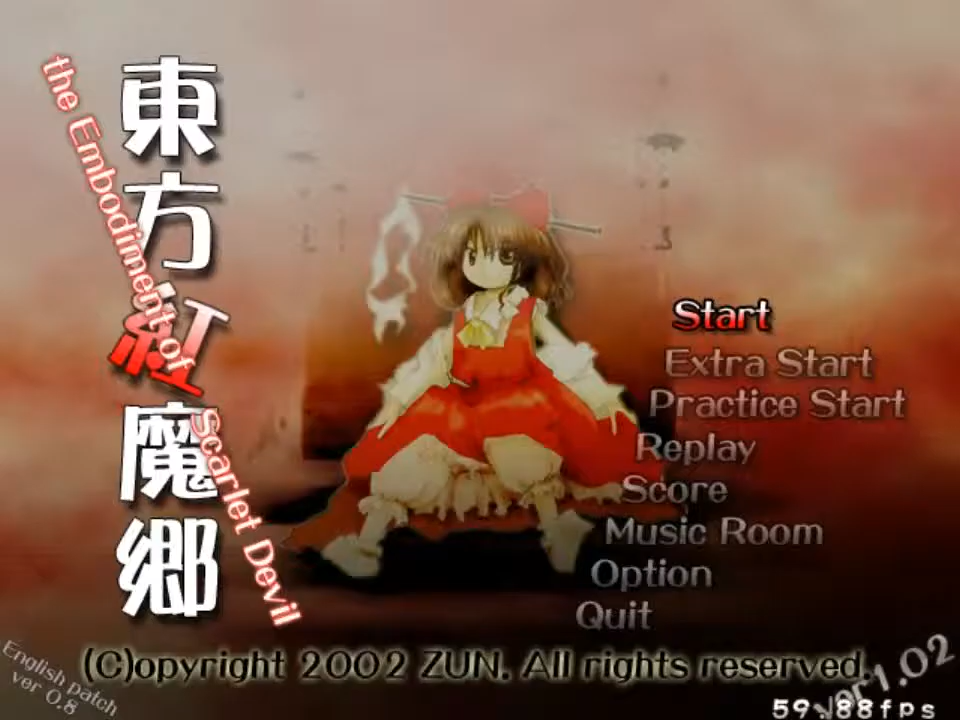 東方紅魔郷
the Embodiment of Scarlet Devil
Start
Extra Start
Practice Start
Replay
Score
Music Room
Option
Quit
(C)opyright 2002 ZUN. All rights reserved.
English patch
ver 0.8
ver1.02
59.88fps